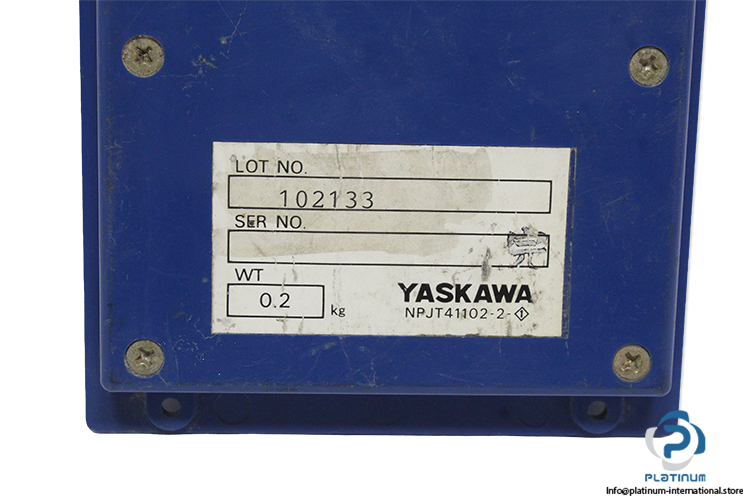 LOT NO.
102133
SER NO.
WT
0.2 kg
YASKAWA
NPJT41102-2-①
PLATINUM
Info@platinum-international.store